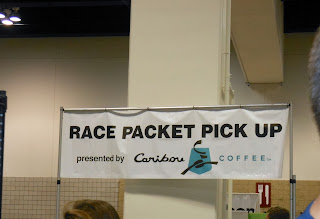 RACE PACKET PICK UP
presented by Caribou COFFEE